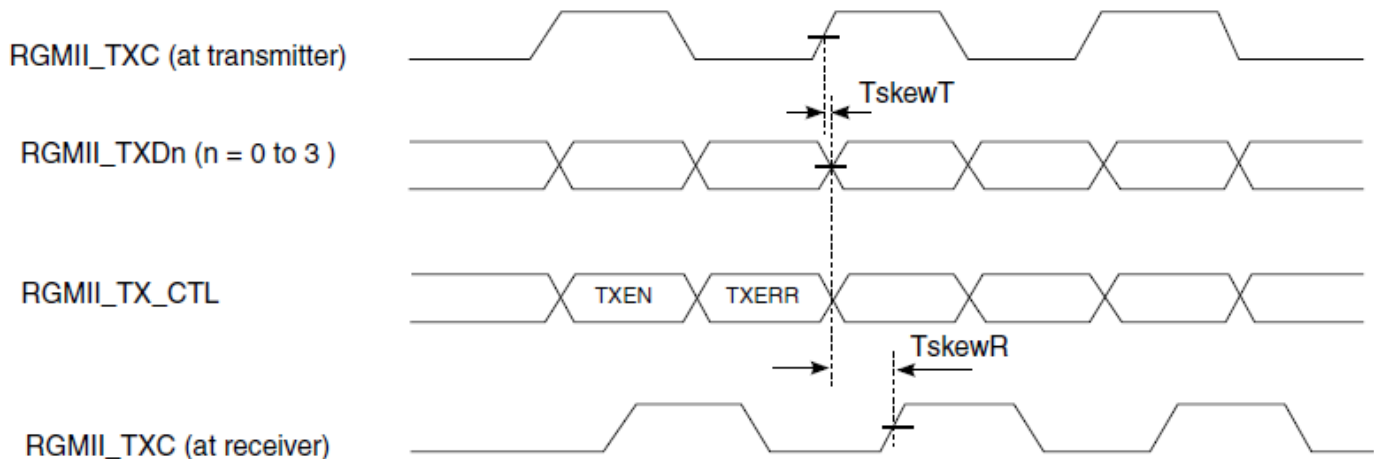 RGMII_TXC (at transmitter)
TskewT
RGMII_TXDn (n = 0 to 3 )
RGMII_TX_CTL
TXEN
TXERR
TskewR
RGMII_TXC (at receiver)